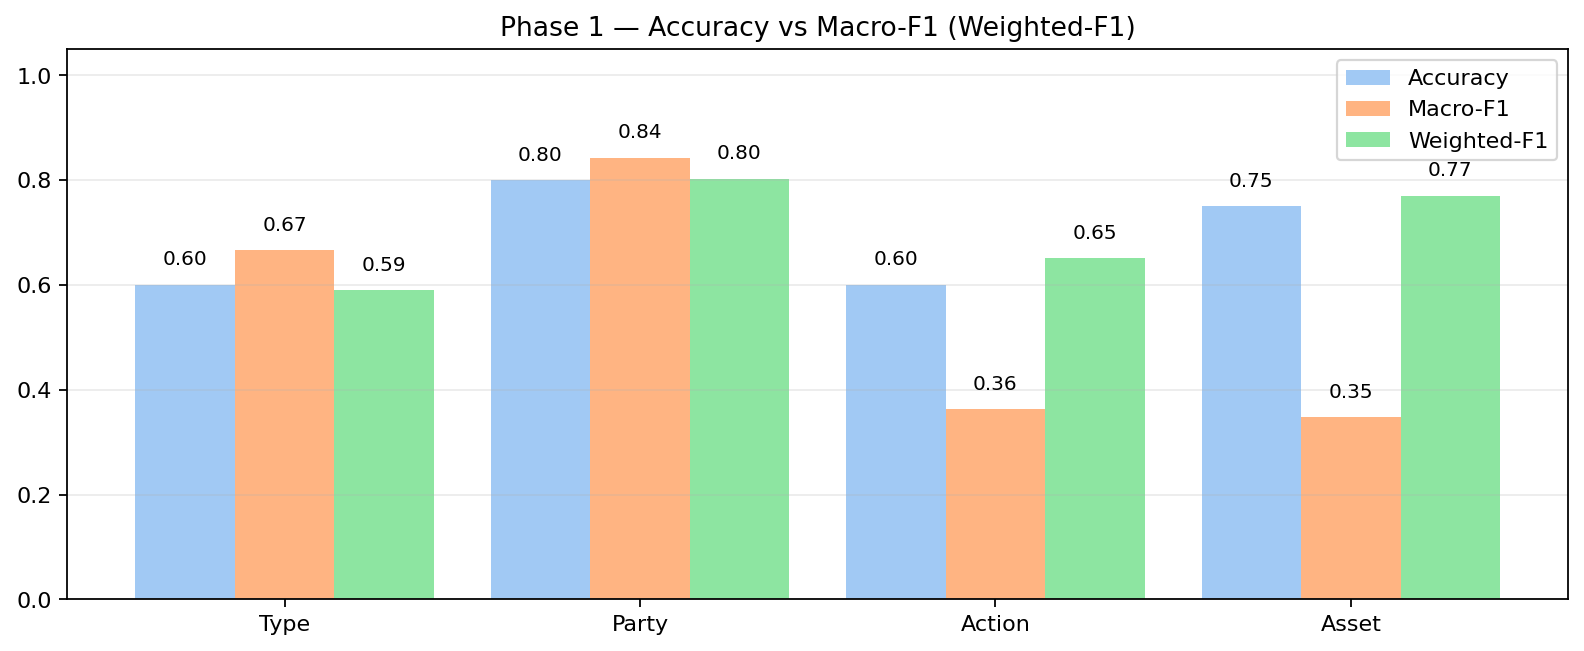 Phase 1 — Accuracy vs Macro-F1 (Weighted-F1)
1.0
0.8
0.6
0.4
0.2
0.0
Accuracy
Macro-F1
Weighted-F1
0.60
0.67
0.59
0.80
0.84
0.80
0.60
0.36
0.65
0.75
0.35
0.77
Type
Party
Action
Asset